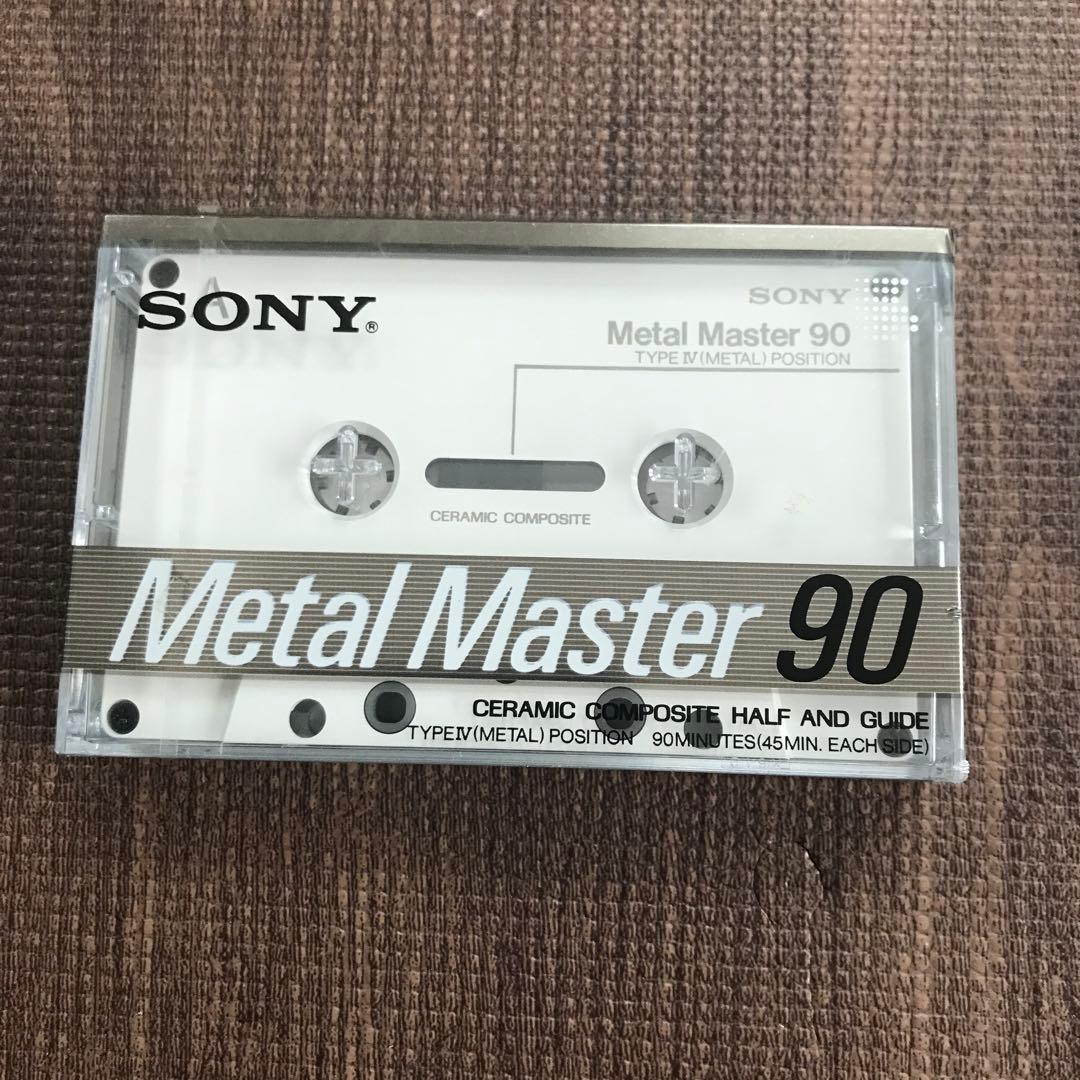 A
SONY®
SONY
Metal Master 90
TYPE IV (METAL) POSITION
CERAMIC COMPOSITE
Metal Master 90
CERAMIC COMPOSITE HALF AND GUIDE
TYPE IV (METAL) POSITION 90MINUTES (45MIN. EACH SIDE)